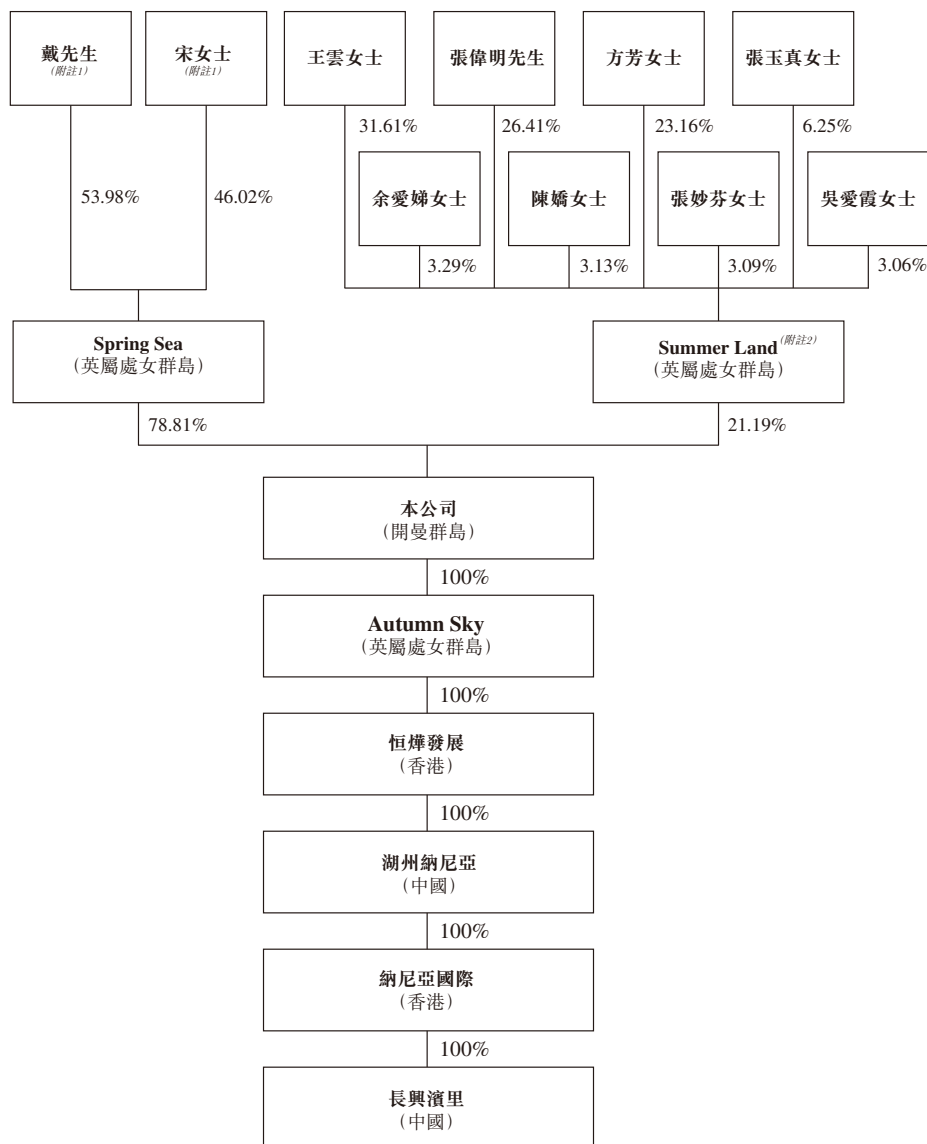 戴先生
(附註1)
宋女士
(附註1)
王雲女士
張偉明先生
方芳女士
張玉真女士
31.61%
26.41%
23.16%
6.25%
53.98%
46.02%
余愛娣女士
陳嬌女士
張妙芬女士
吳愛霞女士
3.29%
3.13%
3.09%
3.06%
Spring Sea
(英屬處女群島)
Summer Land(附註2)
(英屬處女群島)
78.81%
21.19%
本公司
(開曼群島)
100%
Autumn Sky
(英屬處女群島)
100%
恒燁發展
(香港)
100%
湖州納尼亞
(中國)
100%
納尼亞國際
(香港)
100%
長興濱里
(中國)